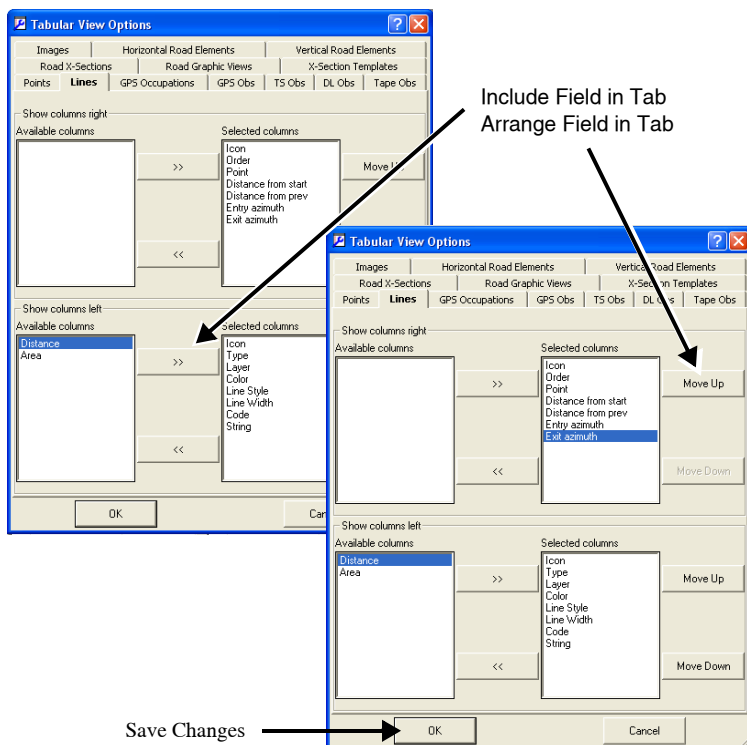 Tabular View Options
Images Horizontal Road Elements Vertical Road Elements
Road X-Sections Road Graphic Views X-Section Templates
Points Lines GPS Occupations GPS Obs TS Obs DL Obs Tape Obs
Show columns right
Available columns Selected columns
Icon
Order
Point
Distance from start
Distance from prev
Entry azimuth
Exit azimuth
>>
Move Up
<<
Show columns left
Available columns Selected columns
Distance
Area
>>
Icon
Type
Layer
Color
Line Style
Line Width
Code
String
<<
OK
Include Field in Tab
Arrange Field in Tab
Tabular View Options
Images Horizontal Road Elements Vertical Road Elements
Road X-Sections Road Graphic Views X-Section Templates
Points Lines GPS Occupations GPS Obs TS Obs DL Obs Tape Obs
Show columns right
Available columns Selected columns
Icon
Order
Point
Distance from start
Distance from prev
Entry azimuth
Exit azimuth
>>
Move Up
<<
Move Down
Show columns left
Available columns Selected columns
Distance
Area
>>
Icon
Type
Layer
Color
Line Style
Line Width
Code
String
Move Up
<<
Move Down
Save Changes
OK Cancel